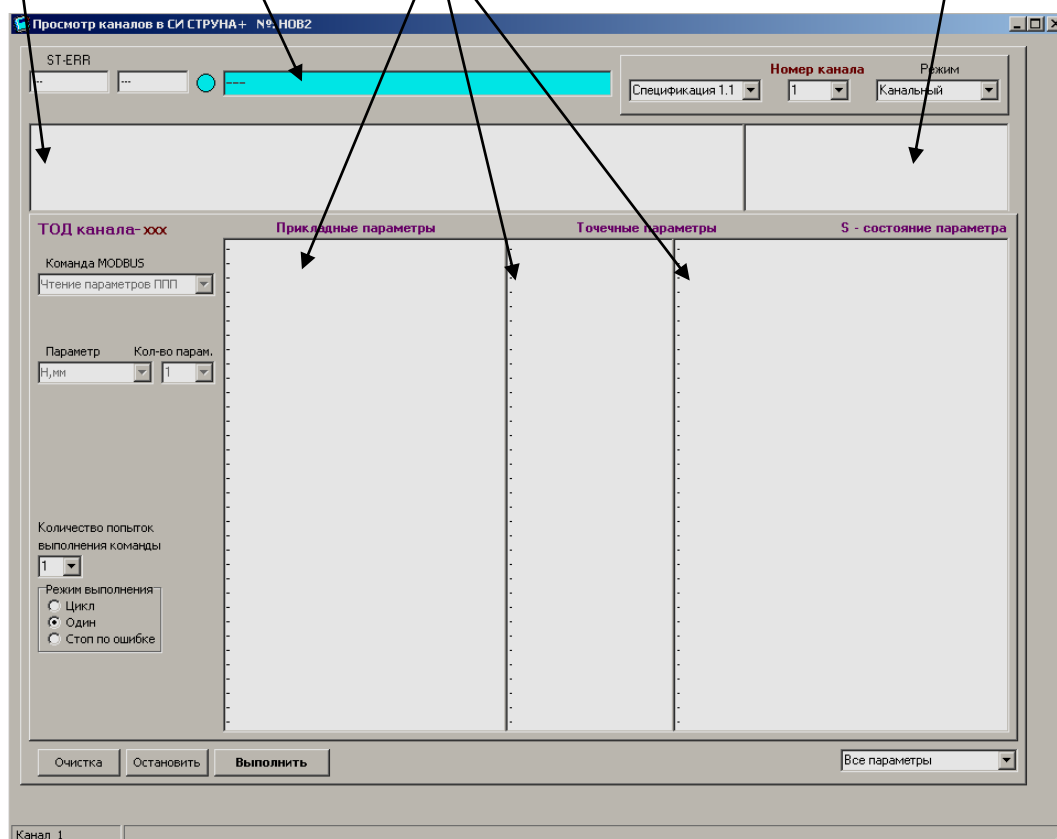 Просмотр каналов в СИ СТРУНА+ №: НОВ2
ST-ERR
---
---
----
Номер канала
Режим
Спецификация 1.1
1
Канальный
ТОД канала- xxx
Прикладные параметры
Точечные параметры
S - состояние параметра
Команда MODBUS
Чтение параметров ППП
Параметр
Кол-во парам.
H,мм
1
Количество попыток
выполнения команды
1
Режим выполнения
Цикл
Один
Стоп по ошибке
Очистка
Остановить
Выполнить
Все параметры
Канал 1